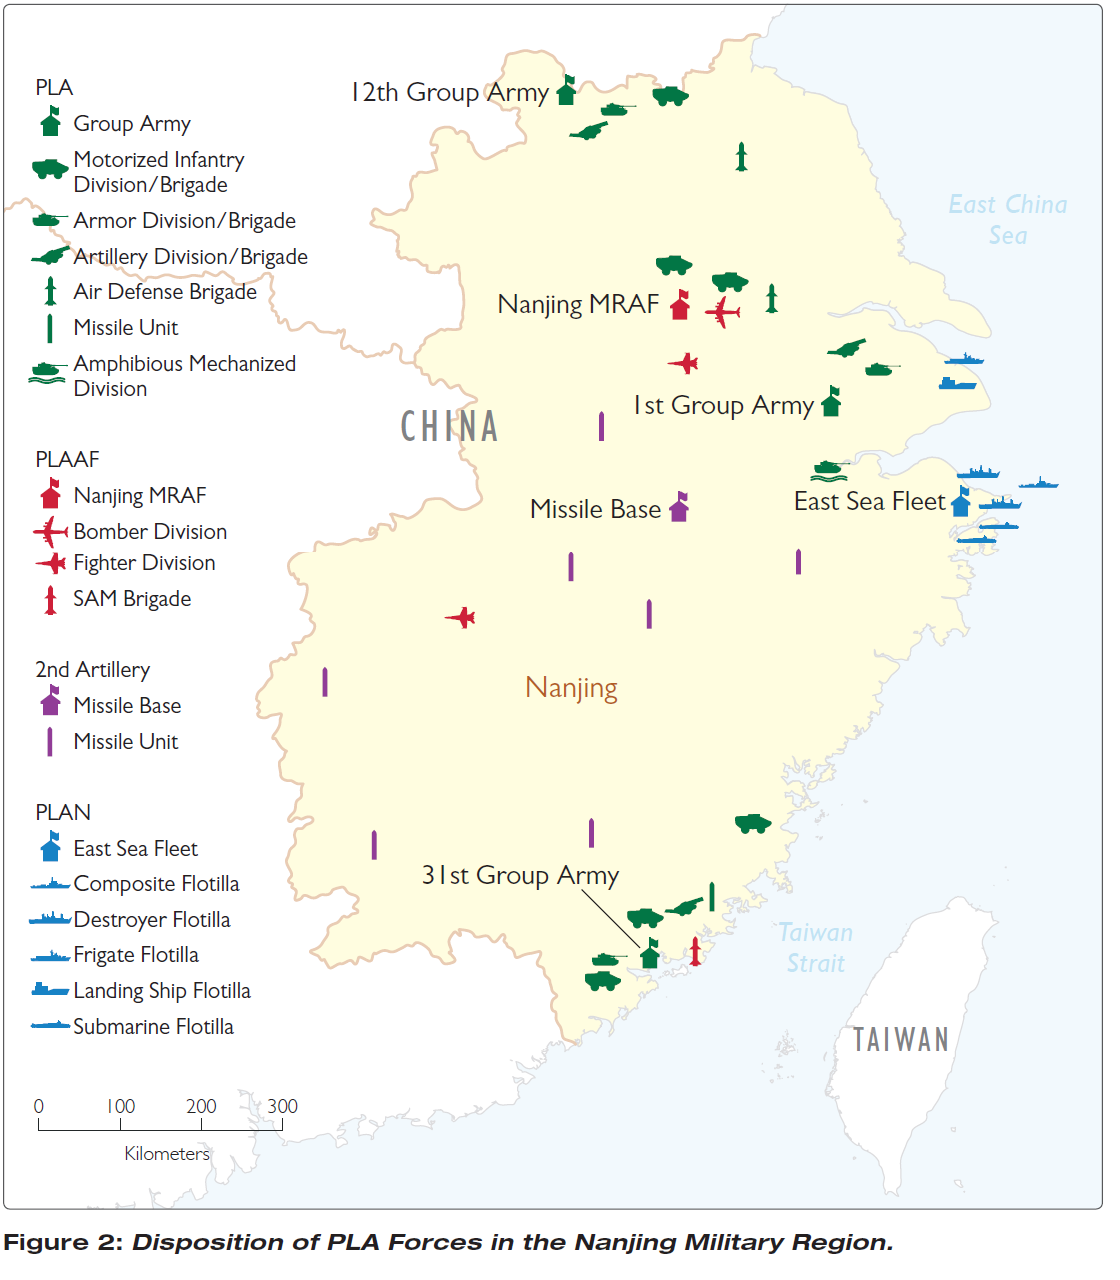 PLA
Group Army
Motorized Infantry
Division/Brigade
Armor Division/Brigade
Artillery Division/Brigade
Air Defense Brigade
Missile Unit
Amphibious Mechanized
Division
PLAAF
Nanjing MRAF
Bomber Division
Fighter Division
SAM Brigade
2nd Artillery
Missile Base
Missile Unit
PLAN
East Sea Fleet
Composite Flotilla
Destroyer Flotilla
Frigate Flotilla
Landing Ship Flotilla
Submarine Flotilla
0 100 200 300
Kilometers
12th Group Army
East China
Sea
Nanjing MRAF
1st Group Army
CHINA
Missile Base
East Sea Fleet
Nanjing
31st Group Army
Taiwan
Strait
TAIWAN
Figure 2: Disposition of PLA Forces in the Nanjing Military Region.